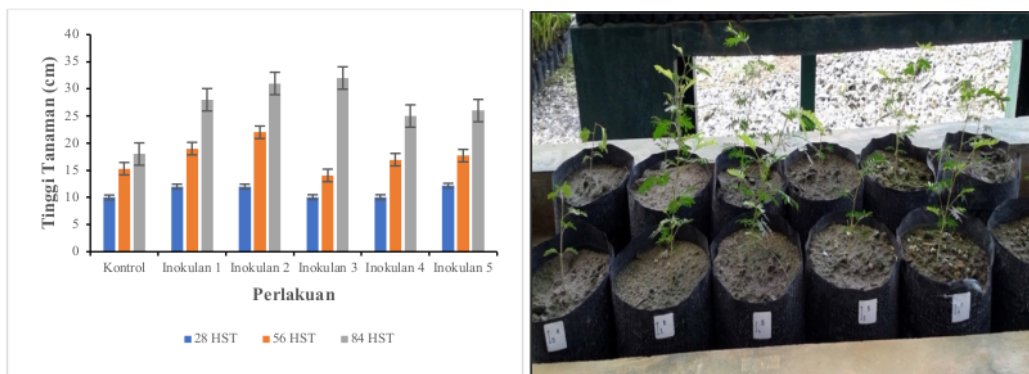 Tinggi Tanaman (cm)
40
35
30
25
20
15
10
5
0
Kontrol Inokulan 1 Inokulan 2 Inokulan 3 Inokulan 4 Inokulan 5
Perlakuan
28 HST 56 HST 84 HST